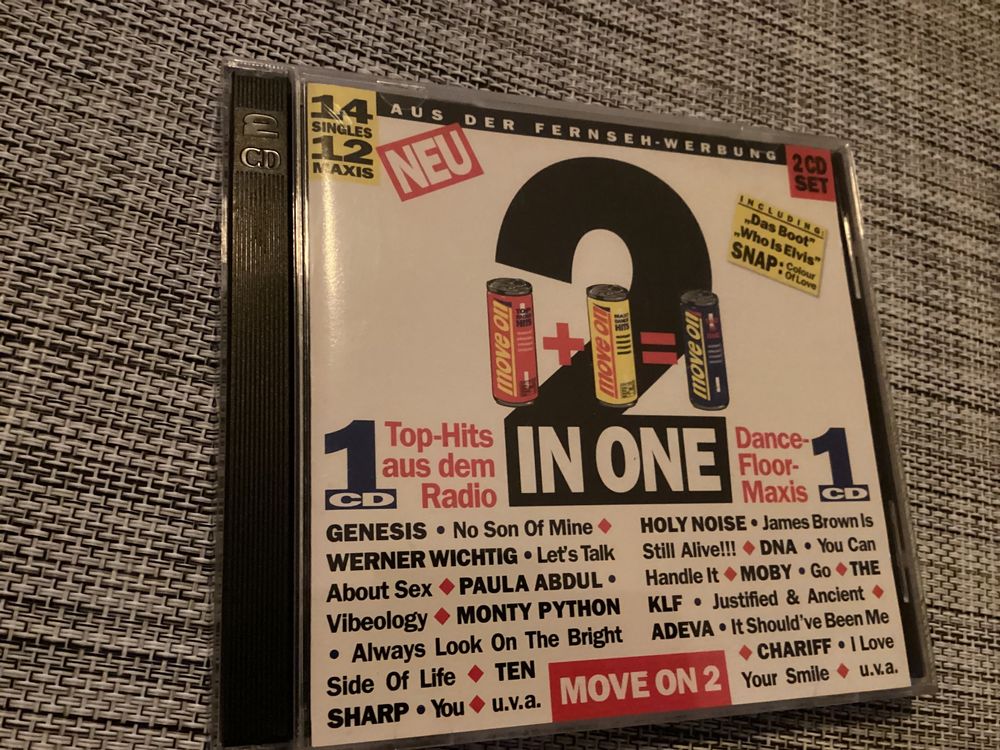 2
CD
14
SINGLES
12
MAXIS
AUS DER FERNSEH-WERBUNG
NEU
2 CD
SET
INCLUDING:
„Das Boot"
„Who Is Elvis"
SNAP: Colour
Of Love
2
move on!
+
move on!
=
move on!
1
CD
Top-Hits
aus dem
Radio
IN ONE
Dance-
Floor-
Maxis
1
CD
GENESIS • No Son Of Mine ♦
WERNER WICHTIG • Let's Talk
About Sex ♦ PAULA ABDUL •
Vibeology ♦ MONTY PYTHON
• Always Look On The Bright
Side Of Life ♦ TEN
SHARP • You ♦ u.v.a.
HOLY NOISE • James Brown Is
Still Alive!!! ♦ DNA • You Can
Handle It ♦ MOBY • Go ♦ THE
KLF • Justified & Ancient ♦
ADEVA • It Should've Been Me
♦ CHARIFF • I Love
Your Smile ♦ u.v.a.
MOVE ON 2